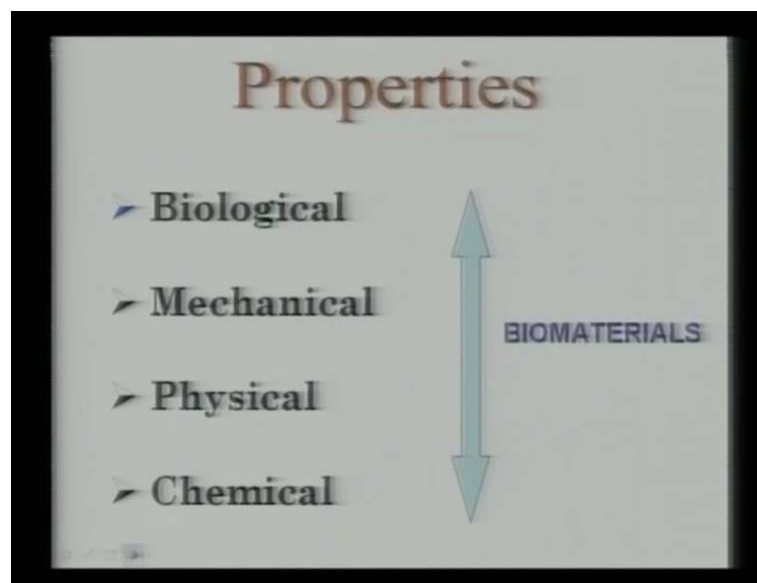 Properties
Biological
Mechanical
BIOMATERIALS
Physical
Chemical